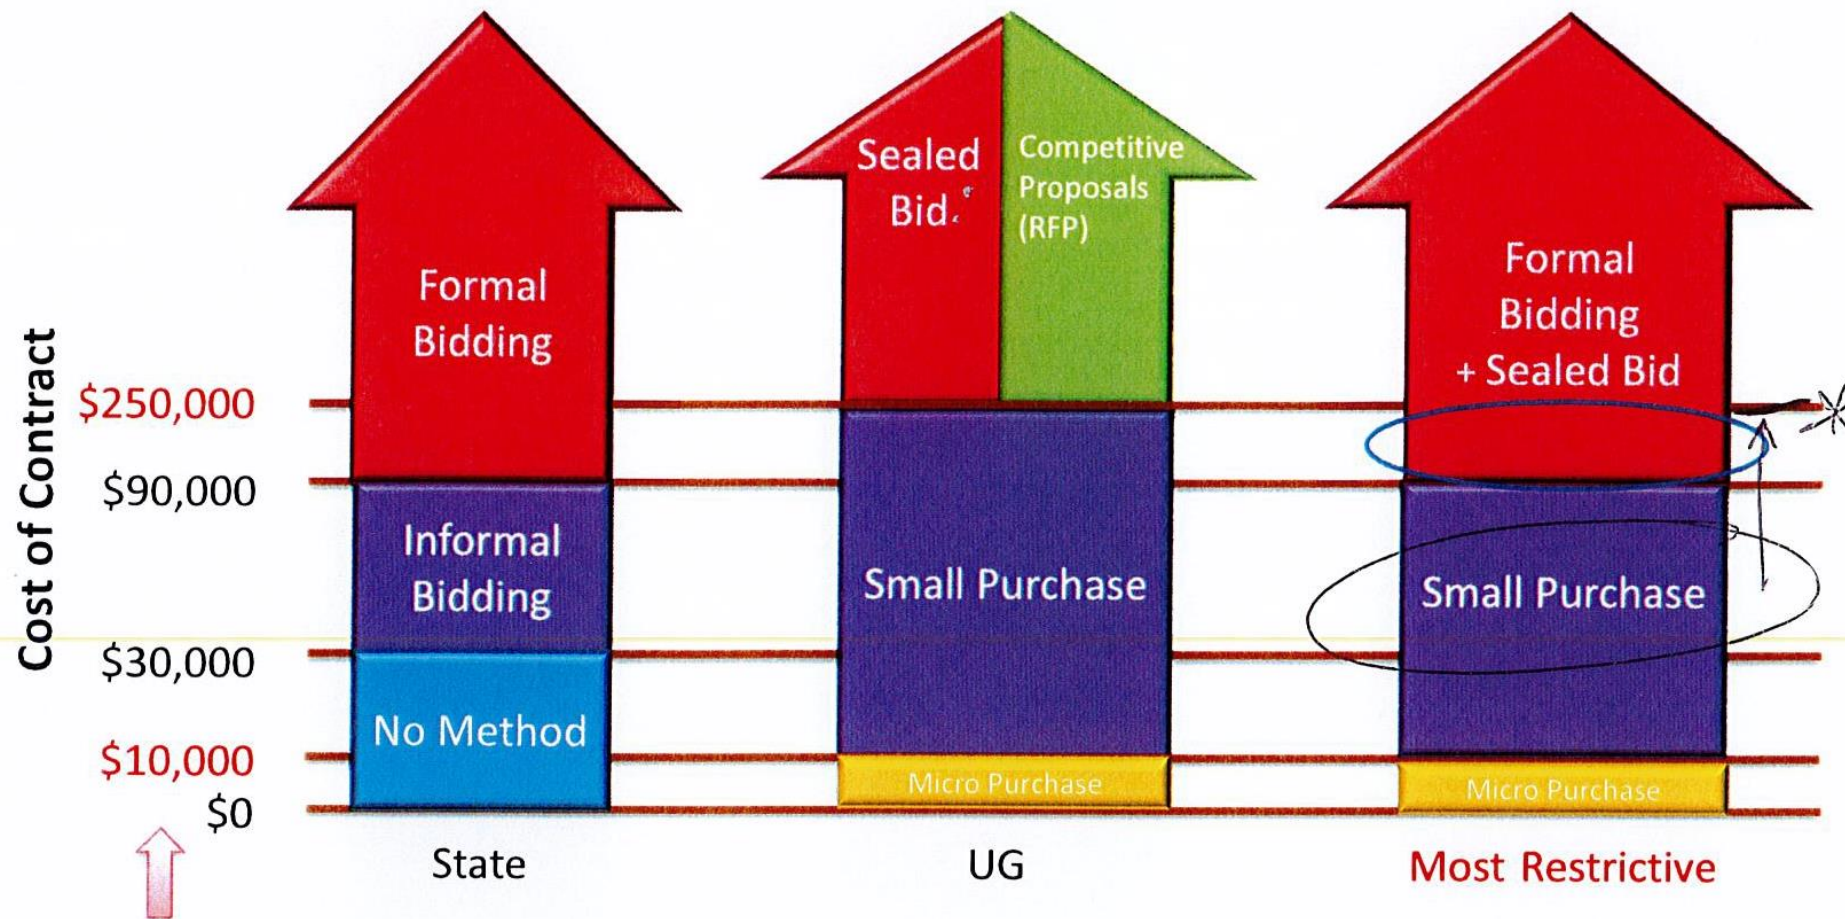 Cost of Contract
$250,000
$90,000
$30,000
$10,000
$0
Formal
Bidding
Informal
Bidding
No Method
State
Sealed
Bid
Competitive
Proposals
(RFP)
Small Purchase
Micro Purchase
UG
Formal
Bidding
+ Sealed Bid
Small Purchase
Micro Purchase
Most Restrictive